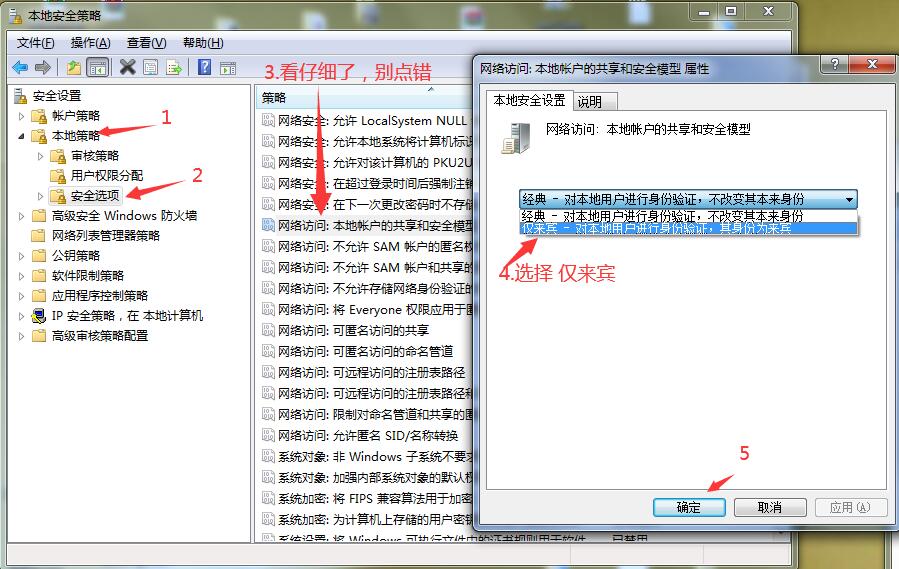 本地安全策略
文件(F) 操作(A) 查看(V) 帮助(H)
3.看仔细了，别点错
安全设置
帐户策略
本地策略
1
审核策略
用户权限分配
2
安全选项
高级安全 Windows 防火墙
网络列表管理器策略
公钥策略
软件限制策略
应用程序控制策略
IP 安全策略，在 本地计算机
高级审核策略配置
策略
网络安全: 允许 LocalSystem NULL
网络安全: 允许本地系统将计算机标识
网络安全: 允许对该计算机的 PKU2U
网络安全: 在超过登录时间后强制注销
网络安全: 在下一次更改密码时不存储
网络访问: 本地帐户的共享和安全模型
网络访问: 不允许 SAM 帐户的匿名权
网络访问: 不允许 SAM 帐户和共享的
网络访问: 不允许存储网络身份验证的
网络访问: 将 Everyone 权限应用于匿
网络访问: 可匿名访问的共享
网络访问: 可匿名访问的命名管道
网络访问: 可远程访问的注册表路径
网络访问: 可远程访问的注册表路径和
网络访问: 限制对命名管道和共享的匿
网络访问: 允许匿名 SID/名称转换
系统对象: 非 Windows 子系统不要求
系统对象: 加强内部系统对象的默认权
系统加密: 将 FIPS 兼容算法用于加密
系统加密: 为计算机上存储的用户密钥
系统设置: 将 Windows 可执行文件中的证书规则用于软件 已禁用
网络访问: 本地帐户的共享和安全模型 属性
本地安全设置 说明
网络访问: 本地帐户的共享和安全模型
经典 - 对本地用户进行身份验证，不改变其本来身份
经典 - 对本地用户进行身份验证，不改变其本来身份
仅来宾 - 对本地用户进行身份验证，其身份为来宾
4.选择 仅来宾
5
确定 取消 应用(A)